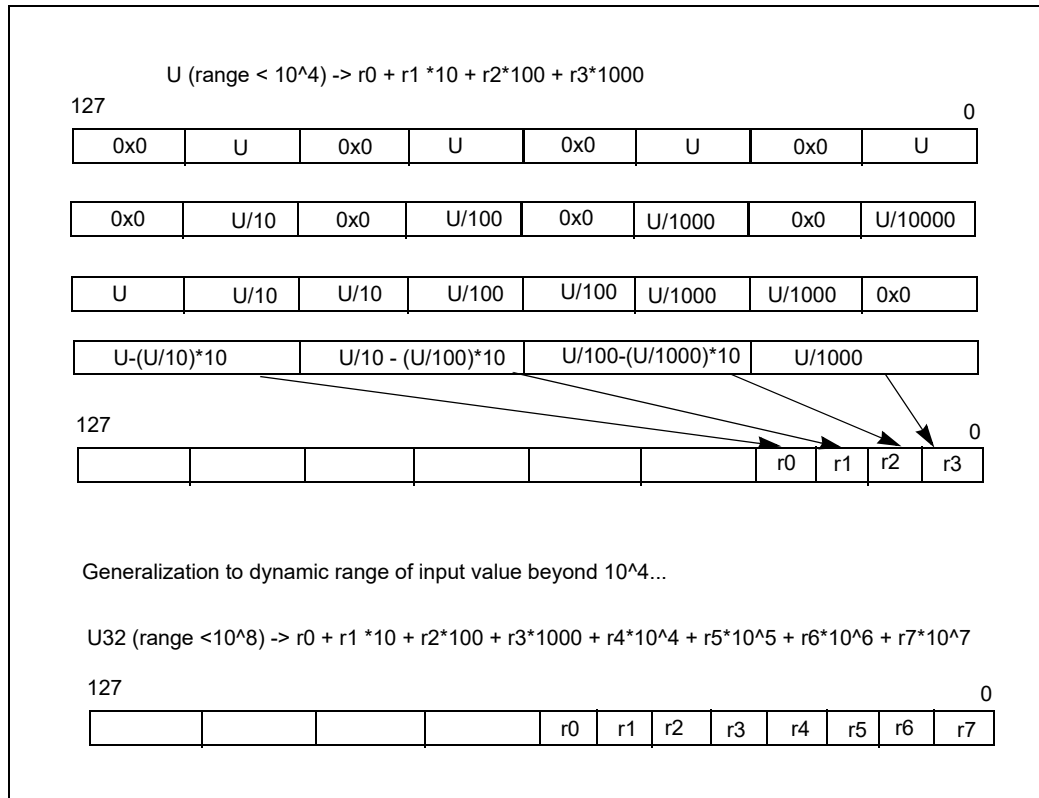 U (range < 10^4) -> r0 + r1 *10 + r2*100 + r3*1000
127 0
0x0 U 0x0 U 0x0 U 0x0 U
0x0 U/10 0x0 U/100 0x0 U/1000 0x0 U/10000
U U/10 U/10 U/100 U/100 U/1000 U/1000 0x0
U-(U/10)*10 U/10 - (U/100)*10 U/100-(U/1000)*10 U/1000
127 0
r0 r1 r2 r3
Generalization to dynamic range of input value beyond 10^4...
U32 (range <10^8) -> r0 + r1 *10 + r2*100 + r3*1000 + r4*10^4 + r5*10^5 + r6*10^6 + r7*10^7
127 0
r0 r1 r2 r3 r4 r5 r6 r7